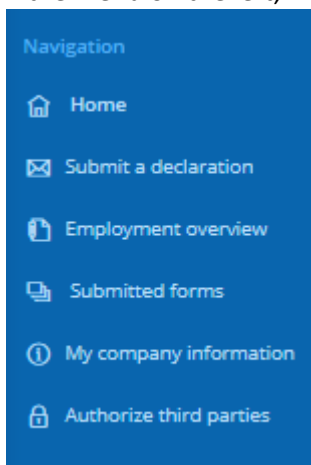 Navigation
Home
Submit a declaration
Employment overview
Submitted forms
My company information
Authorize third parties